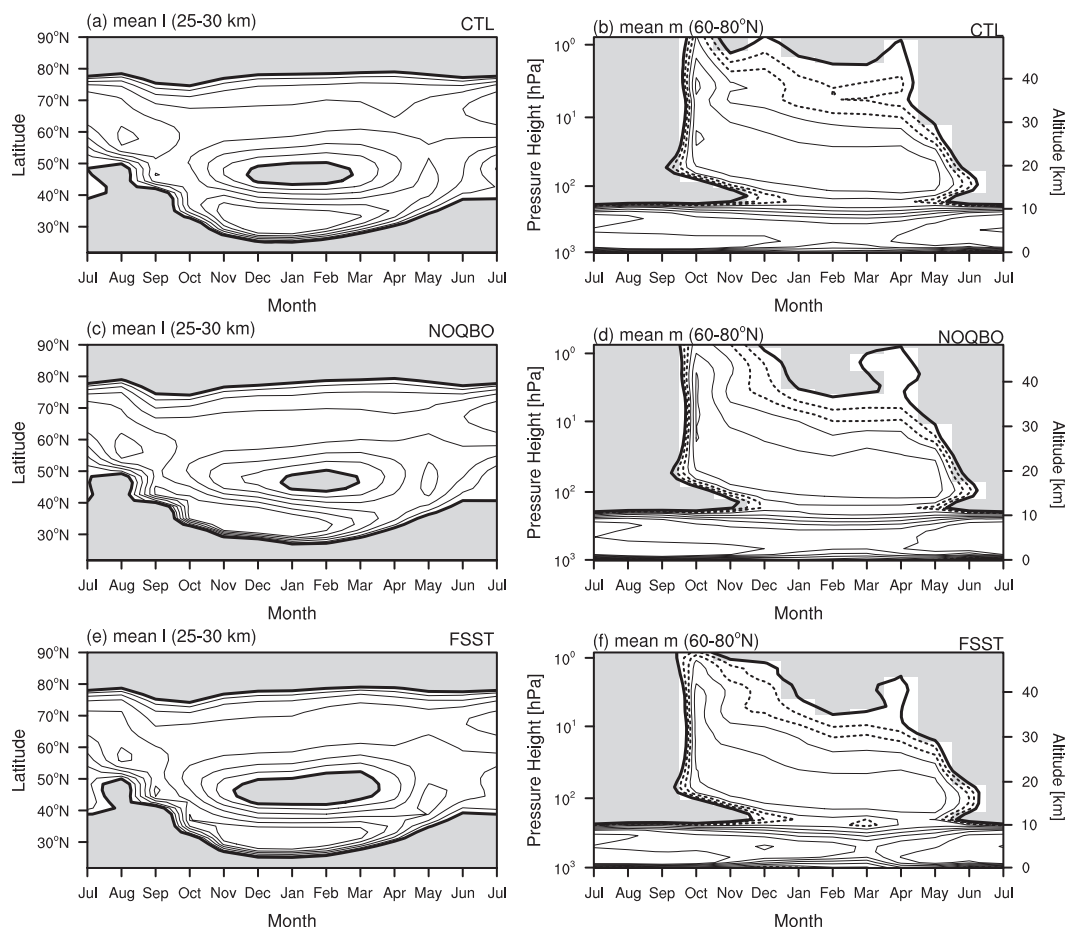 (a) mean l (25-30 km) CTL
90°N
80°N
70°N
60°N
50°N
40°N
30°N
Latitude
Jul Aug Sep Oct Nov Dec Jan Feb Mar Apr May Jun Jul
Month
(b) mean m (60-80°N) CTL
10⁰
10¹
10²
10³
Pressure Height [hPa]
40
30
20
10
0
Altitude [km]
Jul Aug Sep Oct Nov Dec Jan Feb Mar Apr May Jun Jul
Month
(c) mean l (25-30 km) NOQBO
90°N
80°N
70°N
60°N
50°N
40°N
30°N
Latitude
Jul Aug Sep Oct Nov Dec Jan Feb Mar Apr May Jun Jul
Month
(d) mean m (60-80°N) NOQBO
10⁰
10¹
10²
10³
Pressure Height [hPa]
40
30
20
10
0
Altitude [km]
Jul Aug Sep Oct Nov Dec Jan Feb Mar Apr May Jun Jul
Month
(e) mean l (25-30 km) FSST
90°N
80°N
70°N
60°N
50°N
40°N
30°N
Latitude
Jul Aug Sep Oct Nov Dec Jan Feb Mar Apr May Jun Jul
Month
(f) mean m (60-80°N) FSST
10⁰
10¹
10²
10³
Pressure Height [hPa]
40
30
20
10
0
Altitude [km]
Jul Aug Sep Oct Nov Dec Jan Feb Mar Apr May Jun Jul
Month